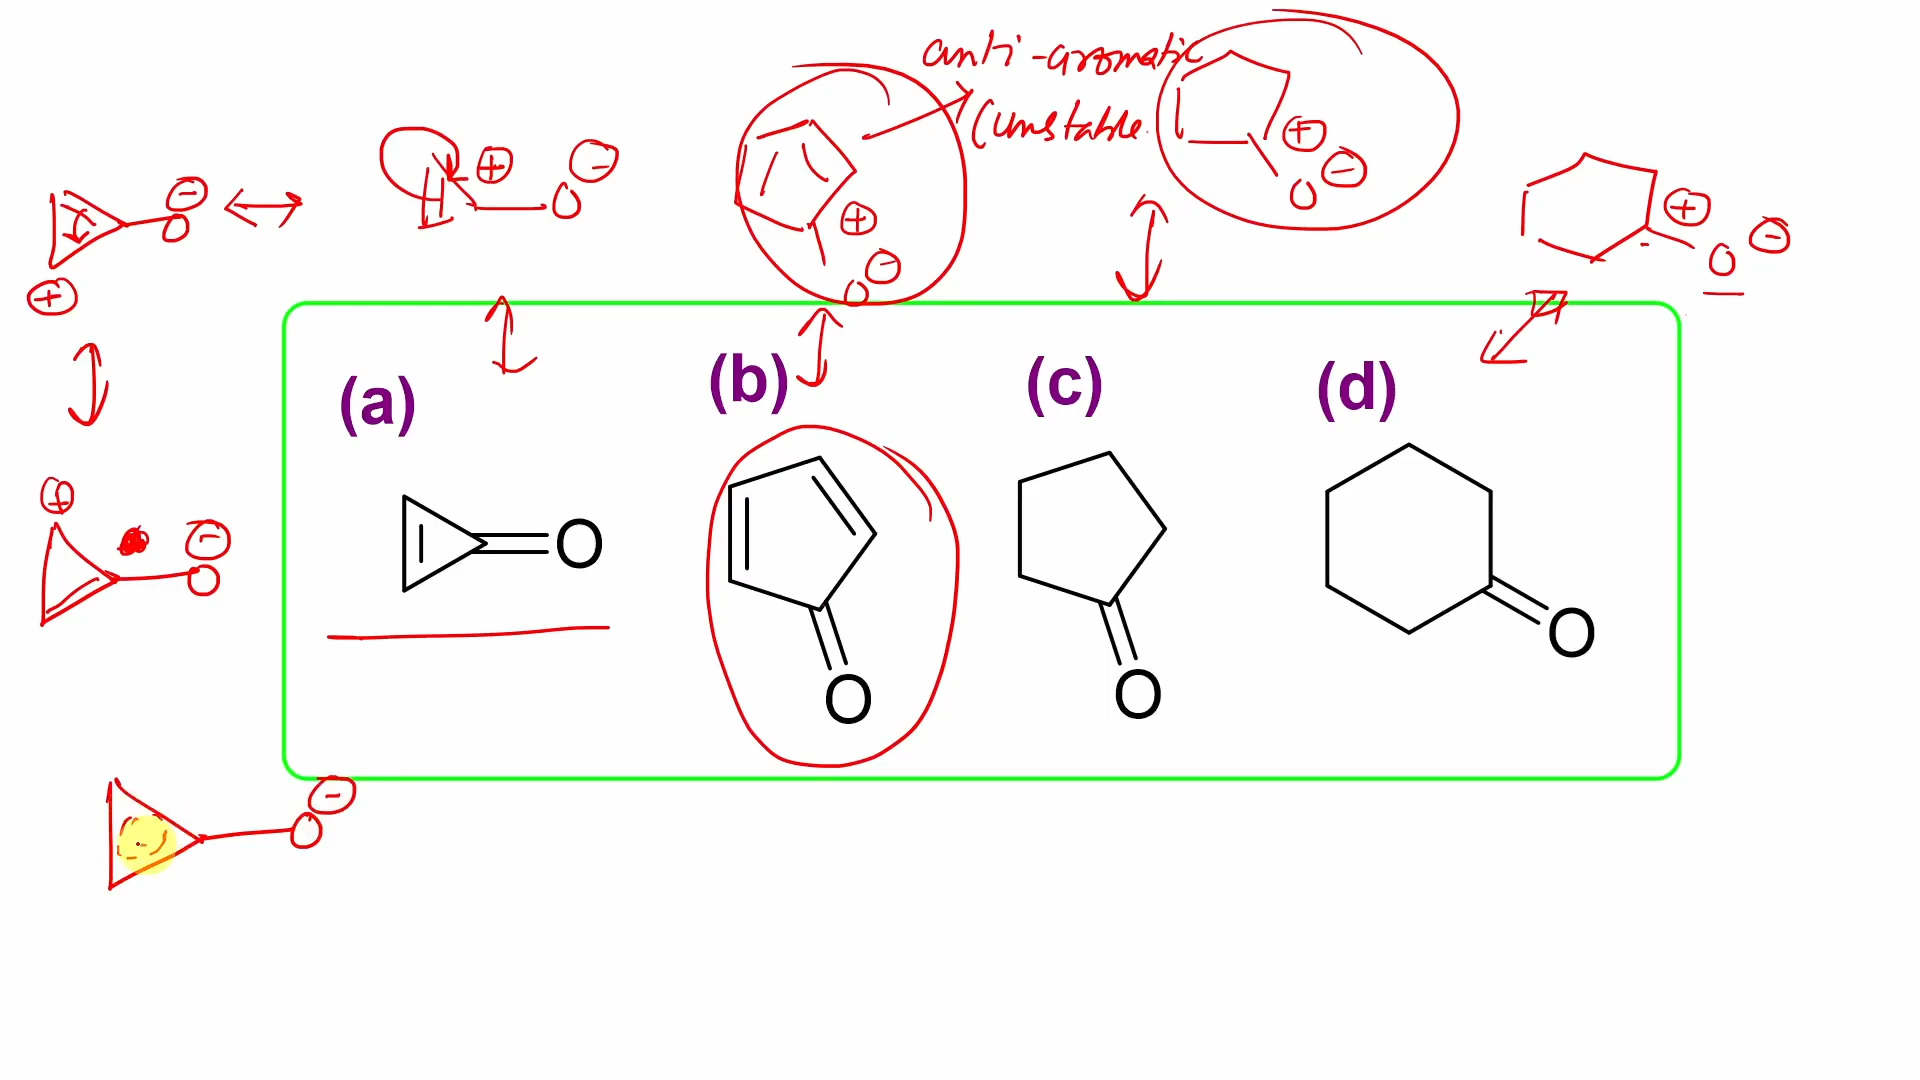 anti-aromatic
(unstable
⊕ ⊖ O
⊖ O ⊕
⊕ ⊖ O
⊕ ⊖ O
⊕ ⊖ O
(a) (b) (c) (d)
⊕ ⊖ O
O
O
O
O
⊖ O